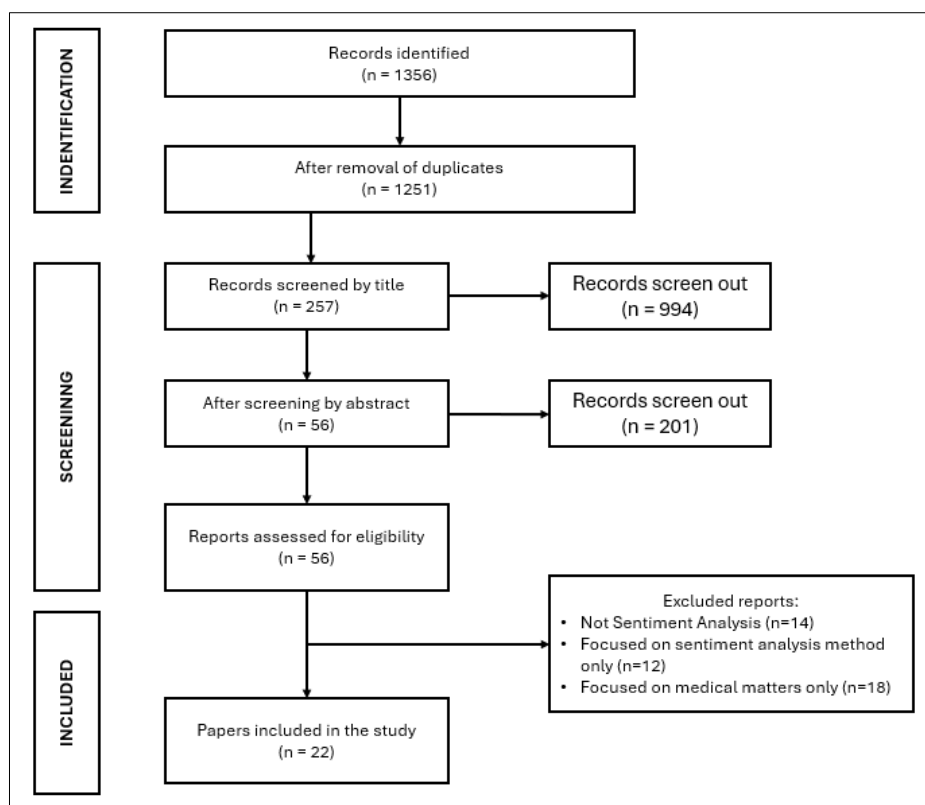 INDENTIFICATION
Records identified
(n = 1356)
After removal of duplicates
(n = 1251)
SCREENINNG
Records screened by title
(n = 257)
Records screen out
(n = 994)
After screening by abstract
(n = 56)
Records screen out
(n = 201)
Reports assessed for eligibility
(n = 56)
Excluded reports:
• Not Sentiment Analysis (n=14)
• Focused on sentiment analysis method
only (n=12)
• Focused on medical matters only (n=18)
INCLUDED
Papers included in the study
(n = 22)